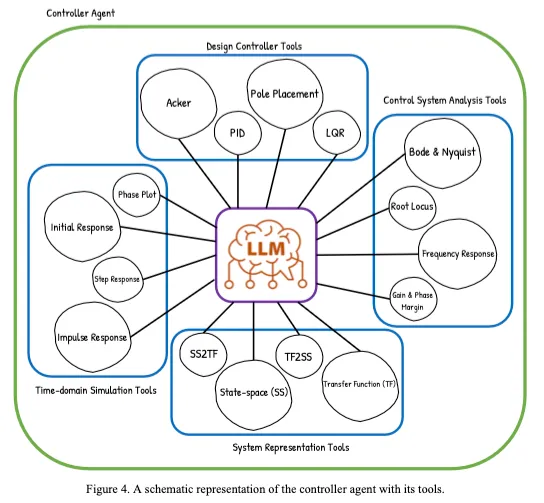 Controller Agent
Design Controller Tools
Acker
PID
Pole Placement
LQR
Control System Analysis Tools
Bode & Nyquist
Root Locus
Frequency Response
Gain & Phase
Margin
Phase Plot
Initial Response
Step Response
Impulse Response
Time-domain Simulation Tools
LLM
SS2TF
State-space (SS)
TF2SS
Transfer Function (TF)
System Representation Tools
Figure 4. A schematic representation of the controller agent with its tools.